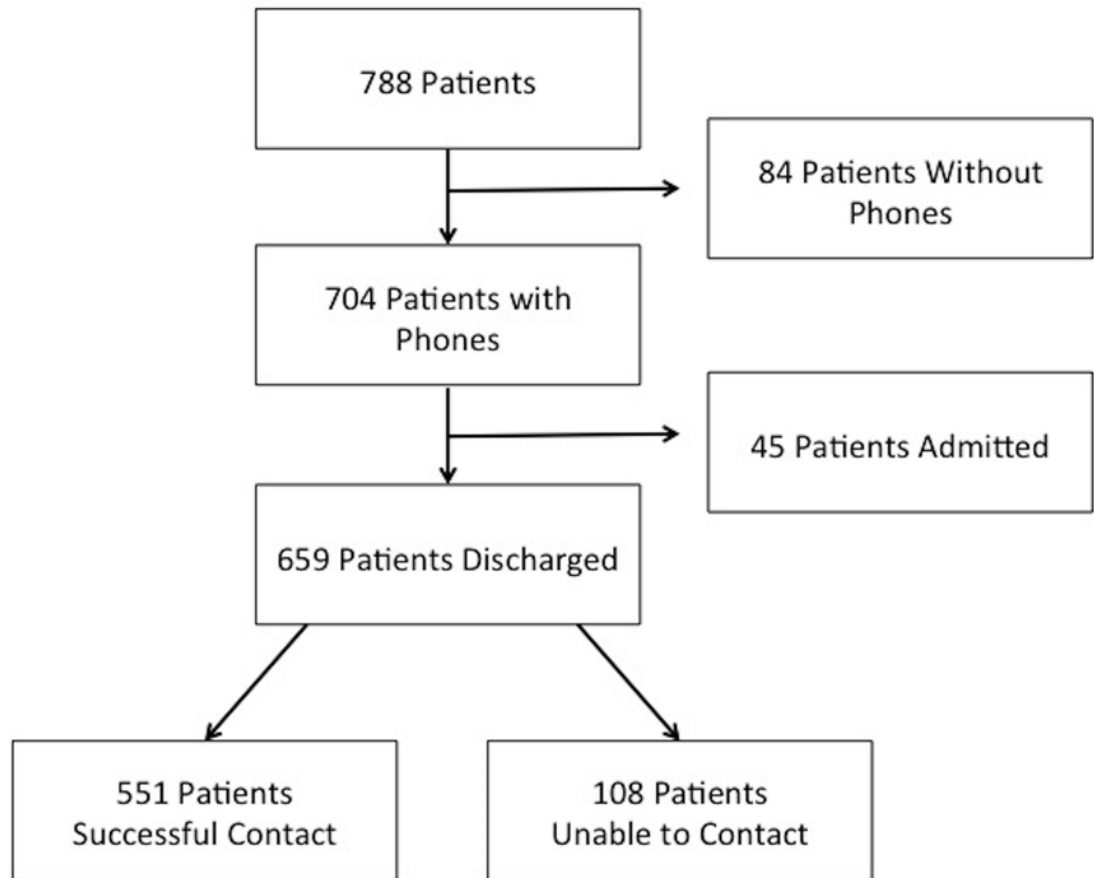 788 Patients
84 Patients Without
Phones
704 Patients with
Phones
45 Patients Admitted
659 Patients Discharged
551 Patients
Successful Contact
108 Patients
Unable to Contact